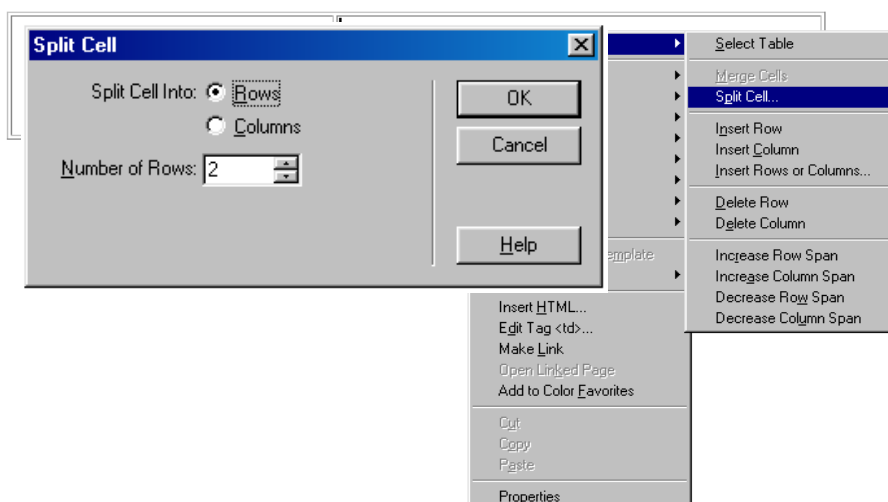 Split Cell
Split Cell Into:
Rows
Columns
Number of Rows: 2
OK
Cancel
Help
Select Table
Merge Cells
Split Cell...
Insert Row
Insert Column
Insert Rows or Columns...
Delete Row
Delete Column
Increase Row Span
Increase Column Span
Decrease Row Span
Decrease Column Span
Insert HTML...
Edit Tag <td>...
Make Link
Open Linked Page
Add to Color Favorites
Cut
Copy
Paste
Properties